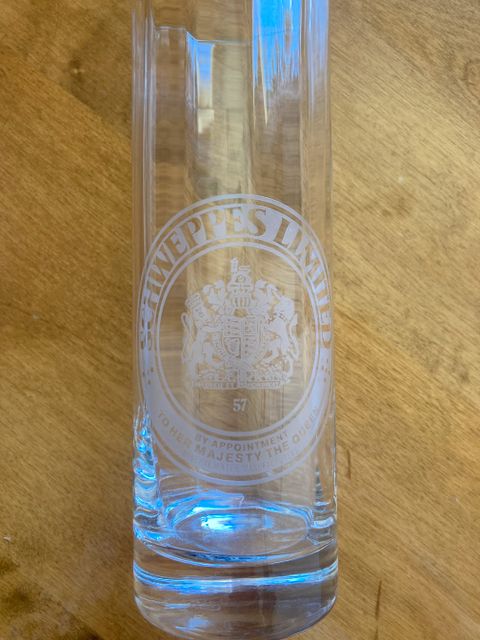 SCHWEPPES LIMITED
57
BY APPOINTMENT
TO HER MAJESTY THE QUEEN